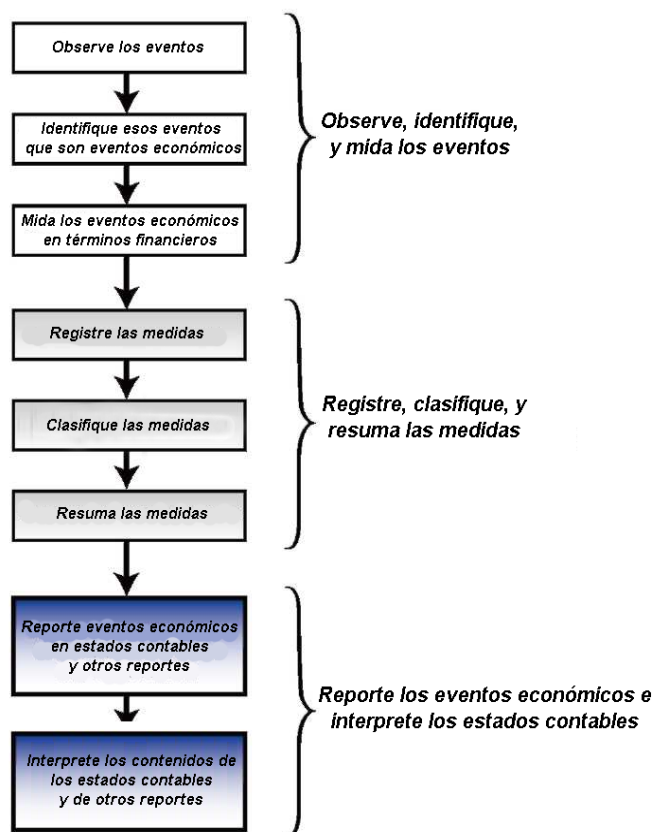 Observe los eventos
Identifique esos eventos
que son eventos económicos
Mida los eventos económicos
en términos financieros
Observe, identifique,
y mida los eventos
Registre las medidas
Clasifique las medidas
Resuma las medidas
Registre, clasifique, y
resuma las medidas
Reporte eventos económicos
en estados contables
y otros reportes
Interprete los contenidos de
los estados contables
y de otros reportes
Reporte los eventos económicos e
interprete los estados contables